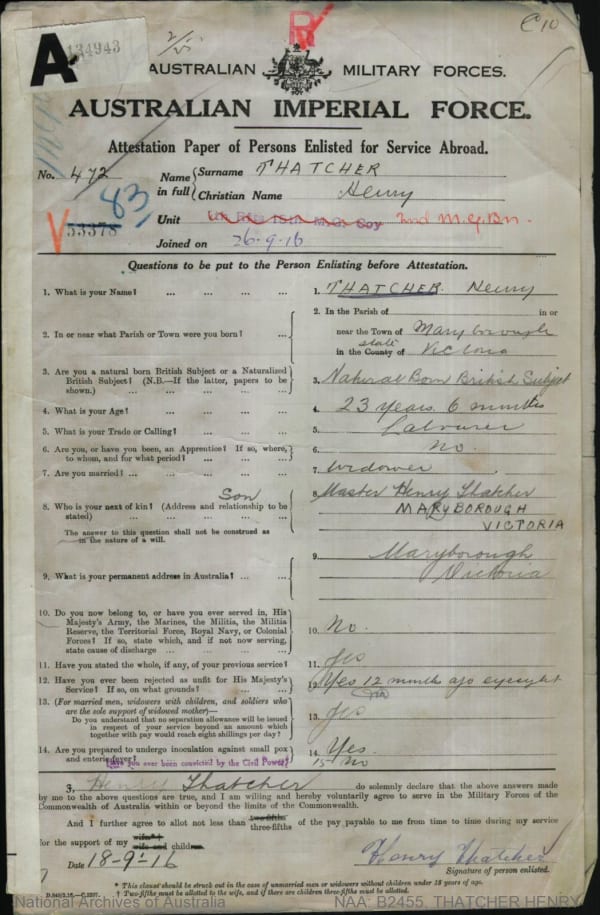 A
134943
R
C 10
AUSTRALIAN MILITARY FORCES.
AUSTRALIAN IMPERIAL FORCE.
Attestation Paper of Persons Enlisted for Service Abroad.
No. 472
Name in full { Surname THATCHER
Christian Name Henry
83
V 53378
Unit 2nd M.G.Bn.
Joined on 26-9-16
Questions to be put to the Person Enlisting before Attestation.
1. What is your Name? ... ... ... ... 1. THATCHER. Henry
2. In or near what Parish or Town were you born? ... 2. In the Parish of in or
near the Town of Maryborough
state
in the County of Victoria
3. Are you a natural born British Subject or a Naturalized
British Subject? (N.B.—If the latter, papers to be
shown.) ... ... ... ... 3. Natural Born British Subject
4. What is your Age? ... ... ... ... 4. 23 years. 6 months
5. What is your Trade or Calling? ... ... ... 5. Labourer
6. Are you, or have you been, an Apprentice? If so, where,
to whom, and for what period? ... ... ... 6. no.
7. Are you married? ... ... ... ... 7. widower
Son
8. Who is your next of kin? (Address and relationship to be
stated) ... ... ... ... 8. Master Henry Thatcher
MARYBOROUGH
VICTORIA
The answer to this question shall not be construed as
in the nature of a will.
9. What is your permanent address in Australia? ... ... 9. Maryborough
Victoria
10. Do you now belong to, or have you ever served in, His
Majesty's Army, the Marines, the Militia, the Militia
Reserve, the Territorial Force, Royal Navy, or Colonial
Forces? If so, state which, and if not now serving,
state cause of discharge ... ... ... 10. No.
11. Have you stated the whole, if any, of your previous service? 11. Yes
12. Have you ever been rejected as unfit for His Majesty's
Service? If so, on what grounds? ... ... 12. Yes 12 months ago eyesight
13. (For married men, widowers with children, and soldiers who
are the sole support of widowed mother)—
Do you understand that no separation allowance will be issued
in respect of your service beyond an amount which
together with pay would reach eight shillings per day? 13. Yes
14. Are you prepared to undergo inoculation against small pox
and enteric fever? 14. Yes.
Have you ever been convicted by the Civil Power? 15 No
3, Henry Thatcher do solemnly declare that the above answers made
by me to the above questions are true, and I am willing and hereby voluntarily agree to serve in the Military Forces of the
Commonwealth of Australia within or beyond the limits of the Commonwealth.
And I further agree to allot not less than two-fifths three-fifths of the pay payable to me from time to time during my service
for the support of my wife* wife and children.
Date 18-9-16 Henry Thatcher
Signature of person enlisted.
* This clause should be struck out in the case of unmarried men or widowers without children under 18 years of age.
† Two-fifths must be allotted to the wife, and if there are children three-fifths must be allotted.
National Archives of Australia NAA: B2455, THATCHER HENRY